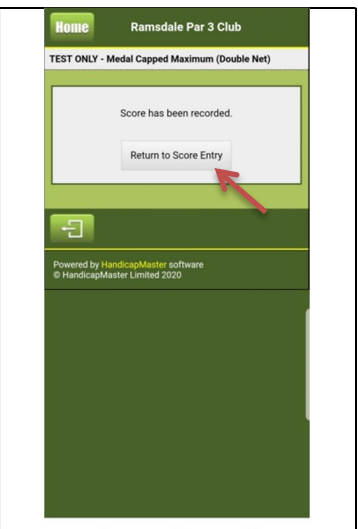 Home Ramsdale Par 3 Club
TEST ONLY - Medal Capped Maximum (Double Net)
Score has been recorded.
Return to Score Entry
Powered by HandicapMaster software
© HandicapMaster Limited 2020